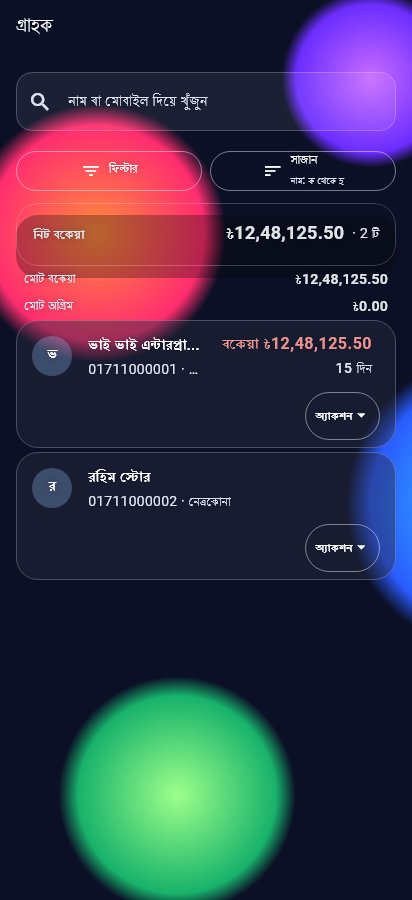 গ্রাহক
নাম বা মোবাইল দিয়ে খুঁজুন
ফিল্টার
সাজান
নাম: ক থেকে হ
নিট বকেয়া ৳12,48,125.50 · 2 টি
মোট বকেয়া ৳12,48,125.50
মোট অগ্রিম ৳0.00
ভ ভাই ভাই এন্টারপ্রা... বকেয়া ৳12,48,125.50
01711000001 · ... 15 দিন
অ্যাকশন
র রহিম স্টোর
01711000002 · নেত্রকোনা
অ্যাকশন